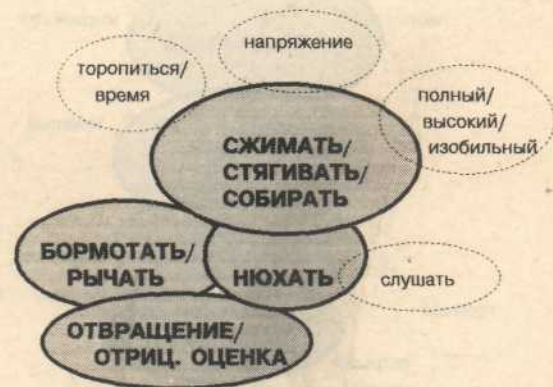 напряжение
торопиться/
время
полный/
высокий/
изобильный
СЖИМАТЬ/
СТЯГИВАТЬ/
СОБИРАТЬ
БОРМОТАТЬ/
РЫЧАТЬ
НЮХАТЬ
слушать
ОТВРАЩЕНИЕ/
ОТРИЦ. ОЦЕНКА